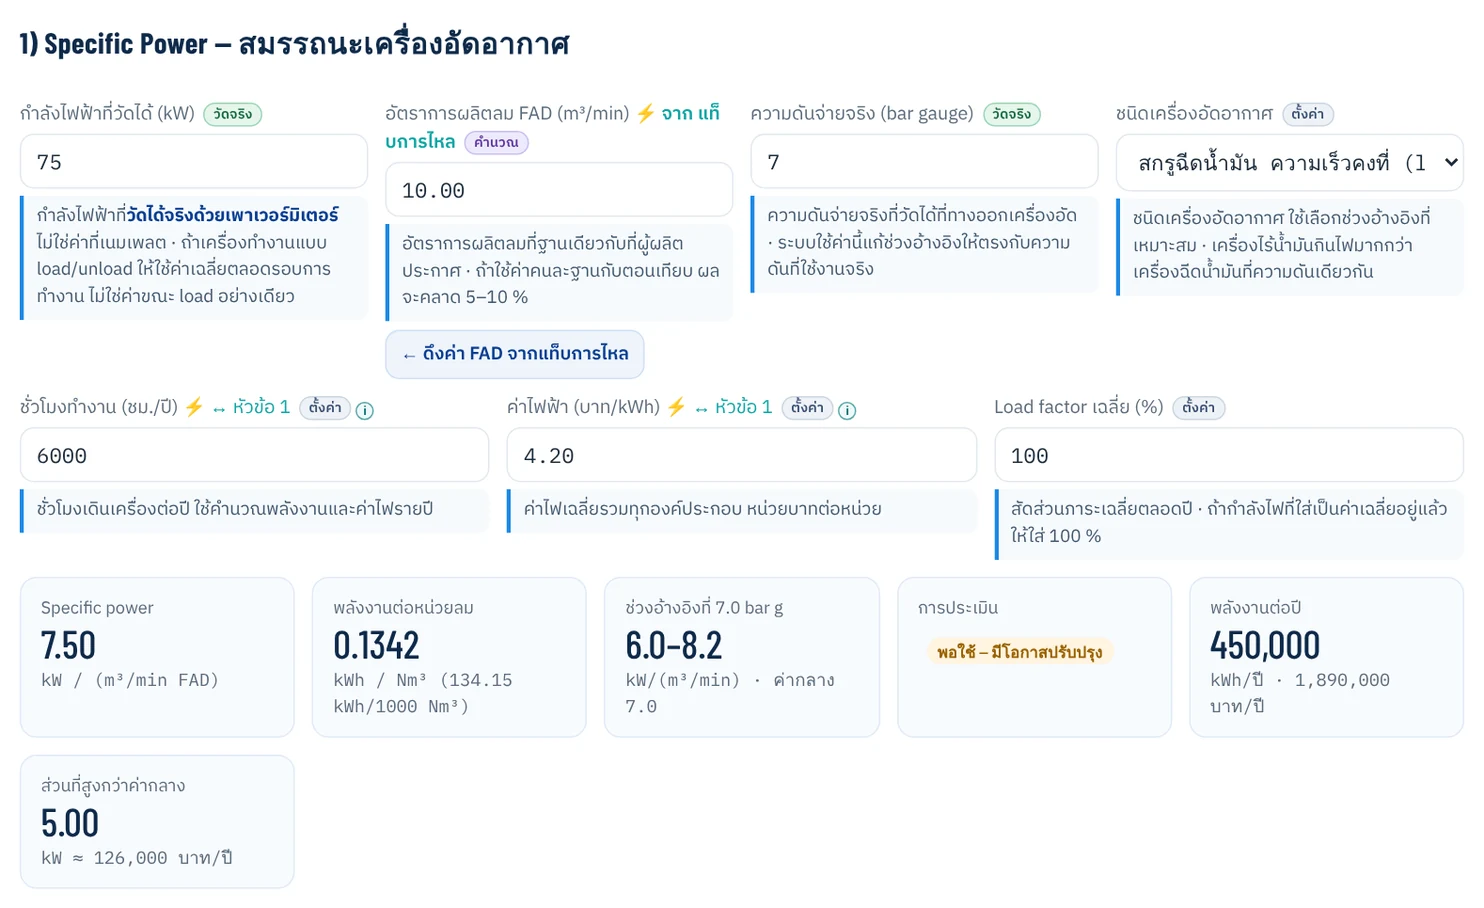 1) Specific Power – สมรรถนะเครื่องอัดอากาศ
กำลังไฟฟ้าที่วัดได้ (kW) วัดจริง
75
กำลังไฟฟ้าที่วัดได้จริงด้วยเพาเวอร์มิเตอร์
ไม่ใช่ค่าที่เนมเพลต · ถ้าเครื่องทำงานแบบ
load/unload ให้ใช้ค่าเฉลี่ยตลอดรอบการ
ทำงาน ไม่ใช่ค่าขณะ load อย่างเดียว
อัตราการผลิตลม FAD (m³/min) ⚡ จาก แท็
บการไหล คำนวณ
10.00
อัตราการผลิตลมที่ฐานเดียวกับที่ผู้ผลิต
ประกาศ · ถ้าใช้ค่าคนละฐานกับตอนเทียบ ผล
จะคลาด 5–10 %
← ดึงค่า FAD จากแท็บการไหล
ความดันจ่ายจริง (bar gauge) วัดจริง
7
ความดันจ่ายจริงที่วัดได้ที่ทางออกเครื่องอัด
· ระบบใช้ค่านี้แก้ช่วงอ้างอิงให้ตรงกับความ
ดันที่ใช้งานจริง
ชนิดเครื่องอัดอากาศ ตั้งค่า
สกรูฉีดน้ำมัน ความเร็วคงที่ (1
ชนิดเครื่องอัดอากาศ ใช้เลือกช่วงอ้างอิงที่
เหมาะสม · เครื่องไร้น้ำมันกินไฟมากกว่า
เครื่องฉีดน้ำมันที่ความดันเดียวกัน
ชั่วโมงทำงาน (ชม./ปี) ⚡ ↔ หัวข้อ 1 ตั้งค่า i
6000
ชั่วโมงเดินเครื่องต่อปี ใช้คำนวณพลังงานและค่าไฟรายปี
ค่าไฟฟ้า (บาท/kWh) ⚡ ↔ หัวข้อ 1 ตั้งค่า i
4.20
ค่าไฟเฉลี่ยรวมทุกองค์ประกอบ หน่วยบาทต่อหน่วย
Load factor เฉลี่ย (%) ตั้งค่า
100
สัดส่วนภาระเฉลี่ยตลอดปี · ถ้ากำลังไฟที่ใส่เป็นค่าเฉลี่ยอยู่แล้ว
ให้ใส่ 100 %
Specific power
7.50
kW / (m³/min FAD)
พลังงานต่อหน่วยลม
0.1342
kWh / Nm³ (134.15
kWh/1000 Nm³)
ช่วงอ้างอิงที่ 7.0 bar g
6.0–8.2
kW/(m³/min) · ค่ากลาง
7.0
การประเมิน
พอใช้ – มีโอกาสปรับปรุง
พลังงานต่อปี
450,000
kWh/ปี · 1,890,000
บาท/ปี
ส่วนที่สูงกว่าค่ากลาง
5.00
kW ≈ 126,000 บาท/ปี